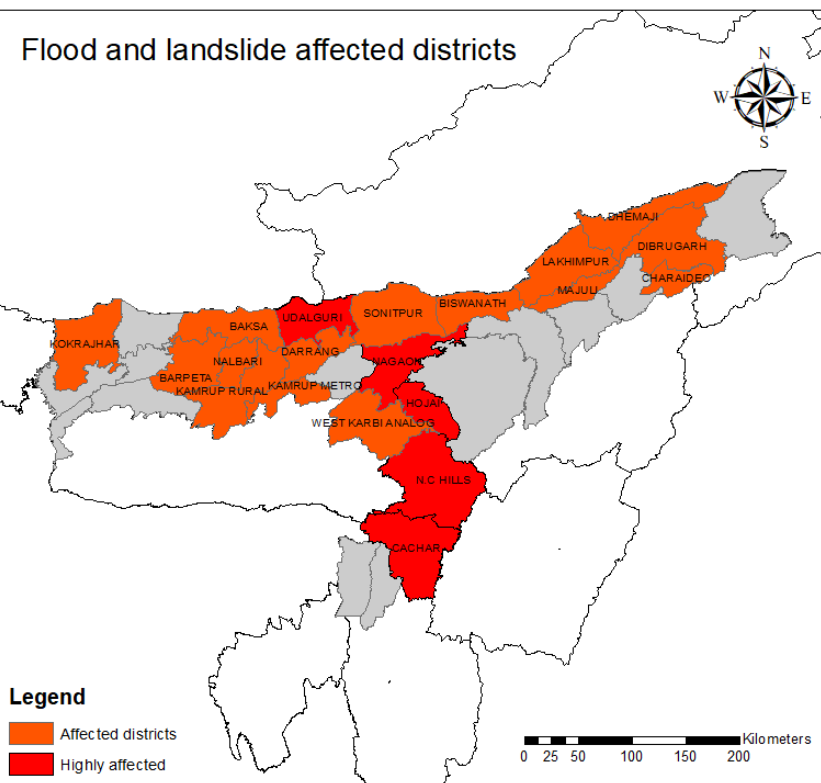 Flood and landslide affected districts
N
W E
S
DHEMAJI
DIBRUGARH
LAKHIMPUR
CHARAIDEO
MAJULI
BISWANATH
SONITPUR
UDALGURI
BAKSA
KOKRAJHAR
DARRANG
NALBARI
NAGAON
BARPETA
KAMRUP METRO
KAMRUP RURAL
HOJAI
WEST KARBI ANALOG
N.C HILLS
CACHAR
Legend
Affected districts
Highly affected
Kilometers
0 25 50 100 150 200